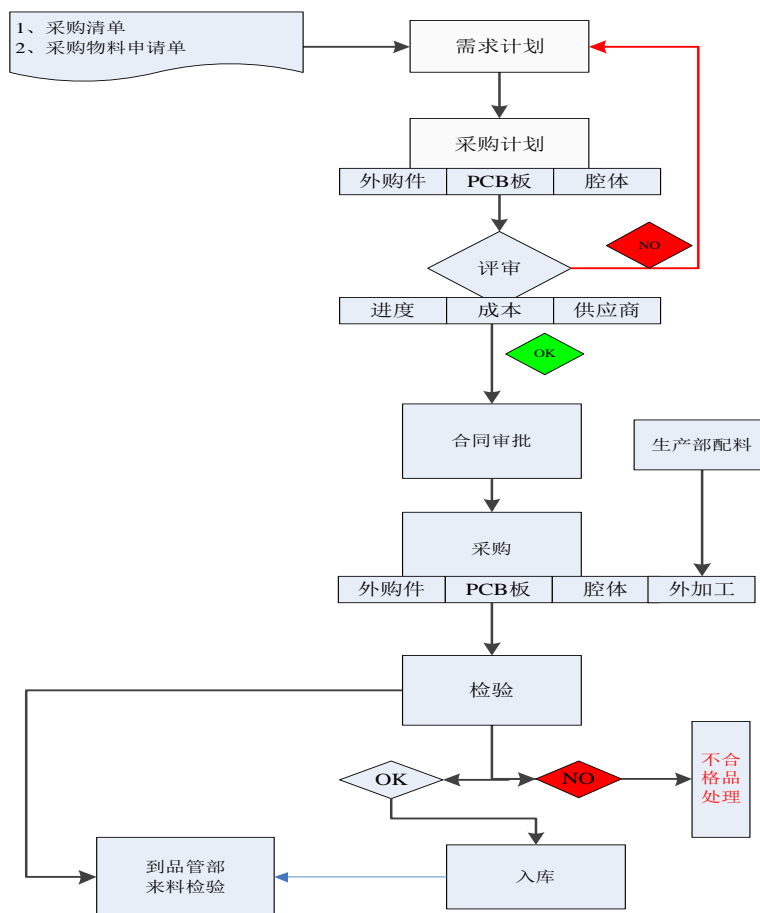 1、采购清单
2、采购物料申请单
需求计划
采购计划
外购件 PCB板 腔体
NO
评审
进度 成本 供应商
OK
合同审批
生产部配料
采购
外购件 PCB板 腔体 外加工
检验
OK
NO
不合
格品
处理
到品管部
来料检验
入库